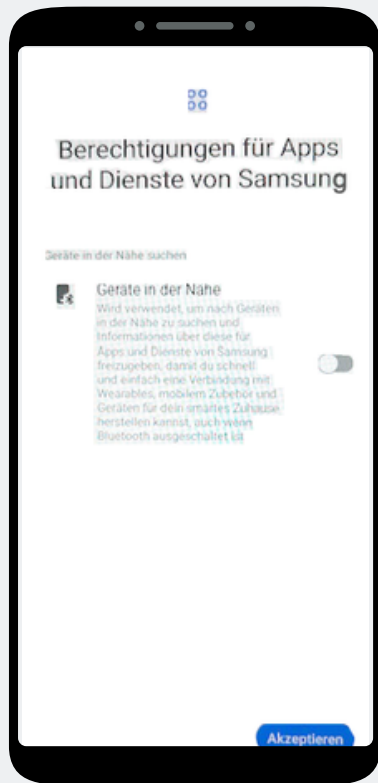 Berechtigungen für Apps
und Dienste von Samsung
Geräte in der Nähe suchen
Geräte in der Nähe
Wird verwendet, um nach Geräten
in der Nähe zu suchen und
Informationen über diese für
Apps und Dienste von Samsung
freizugeben, damit du schnell
und einfach eine Verbindung mit
Wearables, mobilem Zubehör und
Geräten für dein smartes Zuhause
herstellen kannst, auch wenn
Bluetooth ausgeschaltet ist
Akzeptieren